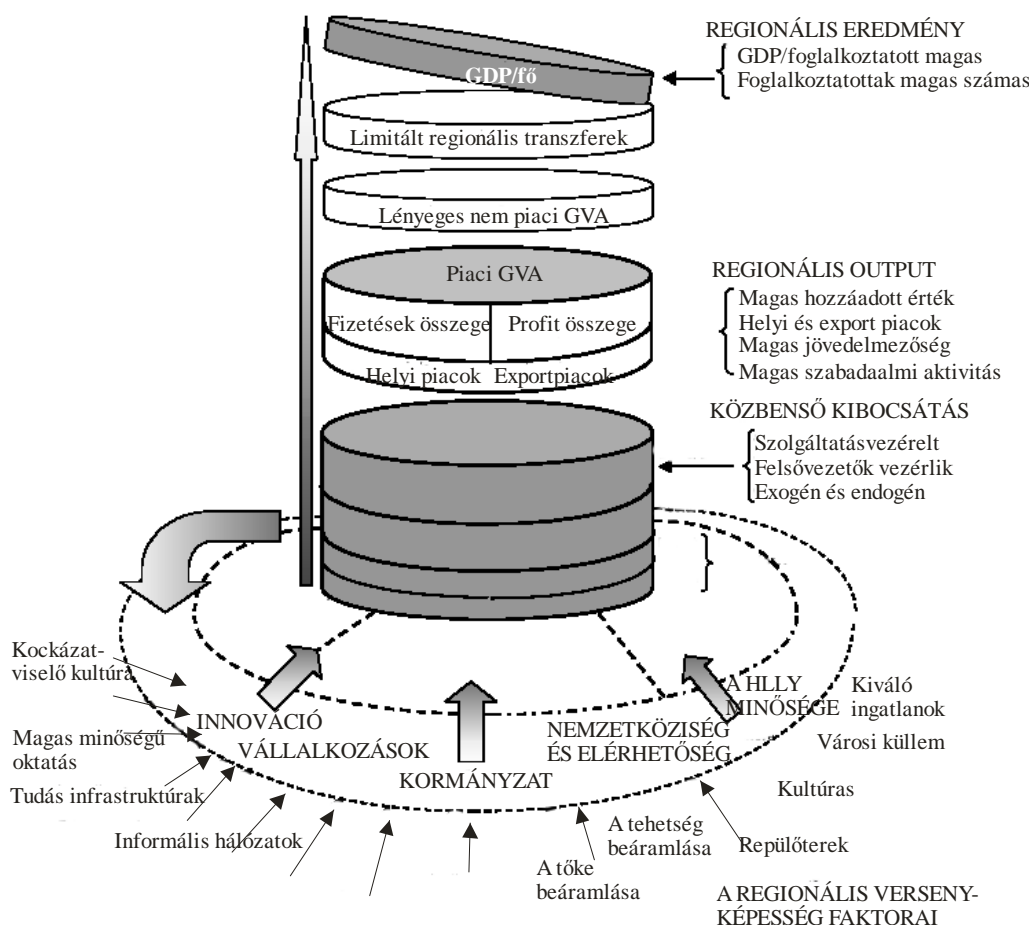 REGIONÁLIS EREDMÉNY
GDP/foglalkoztatott magas
Foglalkoztatottak magas számas
GDP/fő
Limitált regionális transzferek
Lényeges nem piaci GVA
Piaci GVA
Fizetések összege
Profit összege
Helyi piacok
Exportpiacok
REGIONÁLIS OUTPUT
Magas hozzáadott érték
Helyi és export piacok
Magas jövedelmezőség
Magas szabadaalmi aktivitás
KÖZBENSŐ KIBOCSÁTÁS
Szolgáltatásvezérelt
Felsővezetők vezérlik
Exogén és endogén
Kockázat-
viselő kultúra
INNOVÁCIÓ
Magas minőségű
oktatás
VÁLLALKOZÁSOK
Tudás infrastruktúrak
Informális hálózatok
KORMÁNYZAT
NEMZETKÖZISÉG
ÉS ELÉRHETŐSÉG
A HLLY
MINŐSÉGE
Kiváló
ingatlanok
Városi küllem
Kultúras
A tehetség
beáramlása
Repülőterek
A tőke
beáramlása
A REGIONÁLIS VERSENY-
KÉPESSÉG FAKTORAI